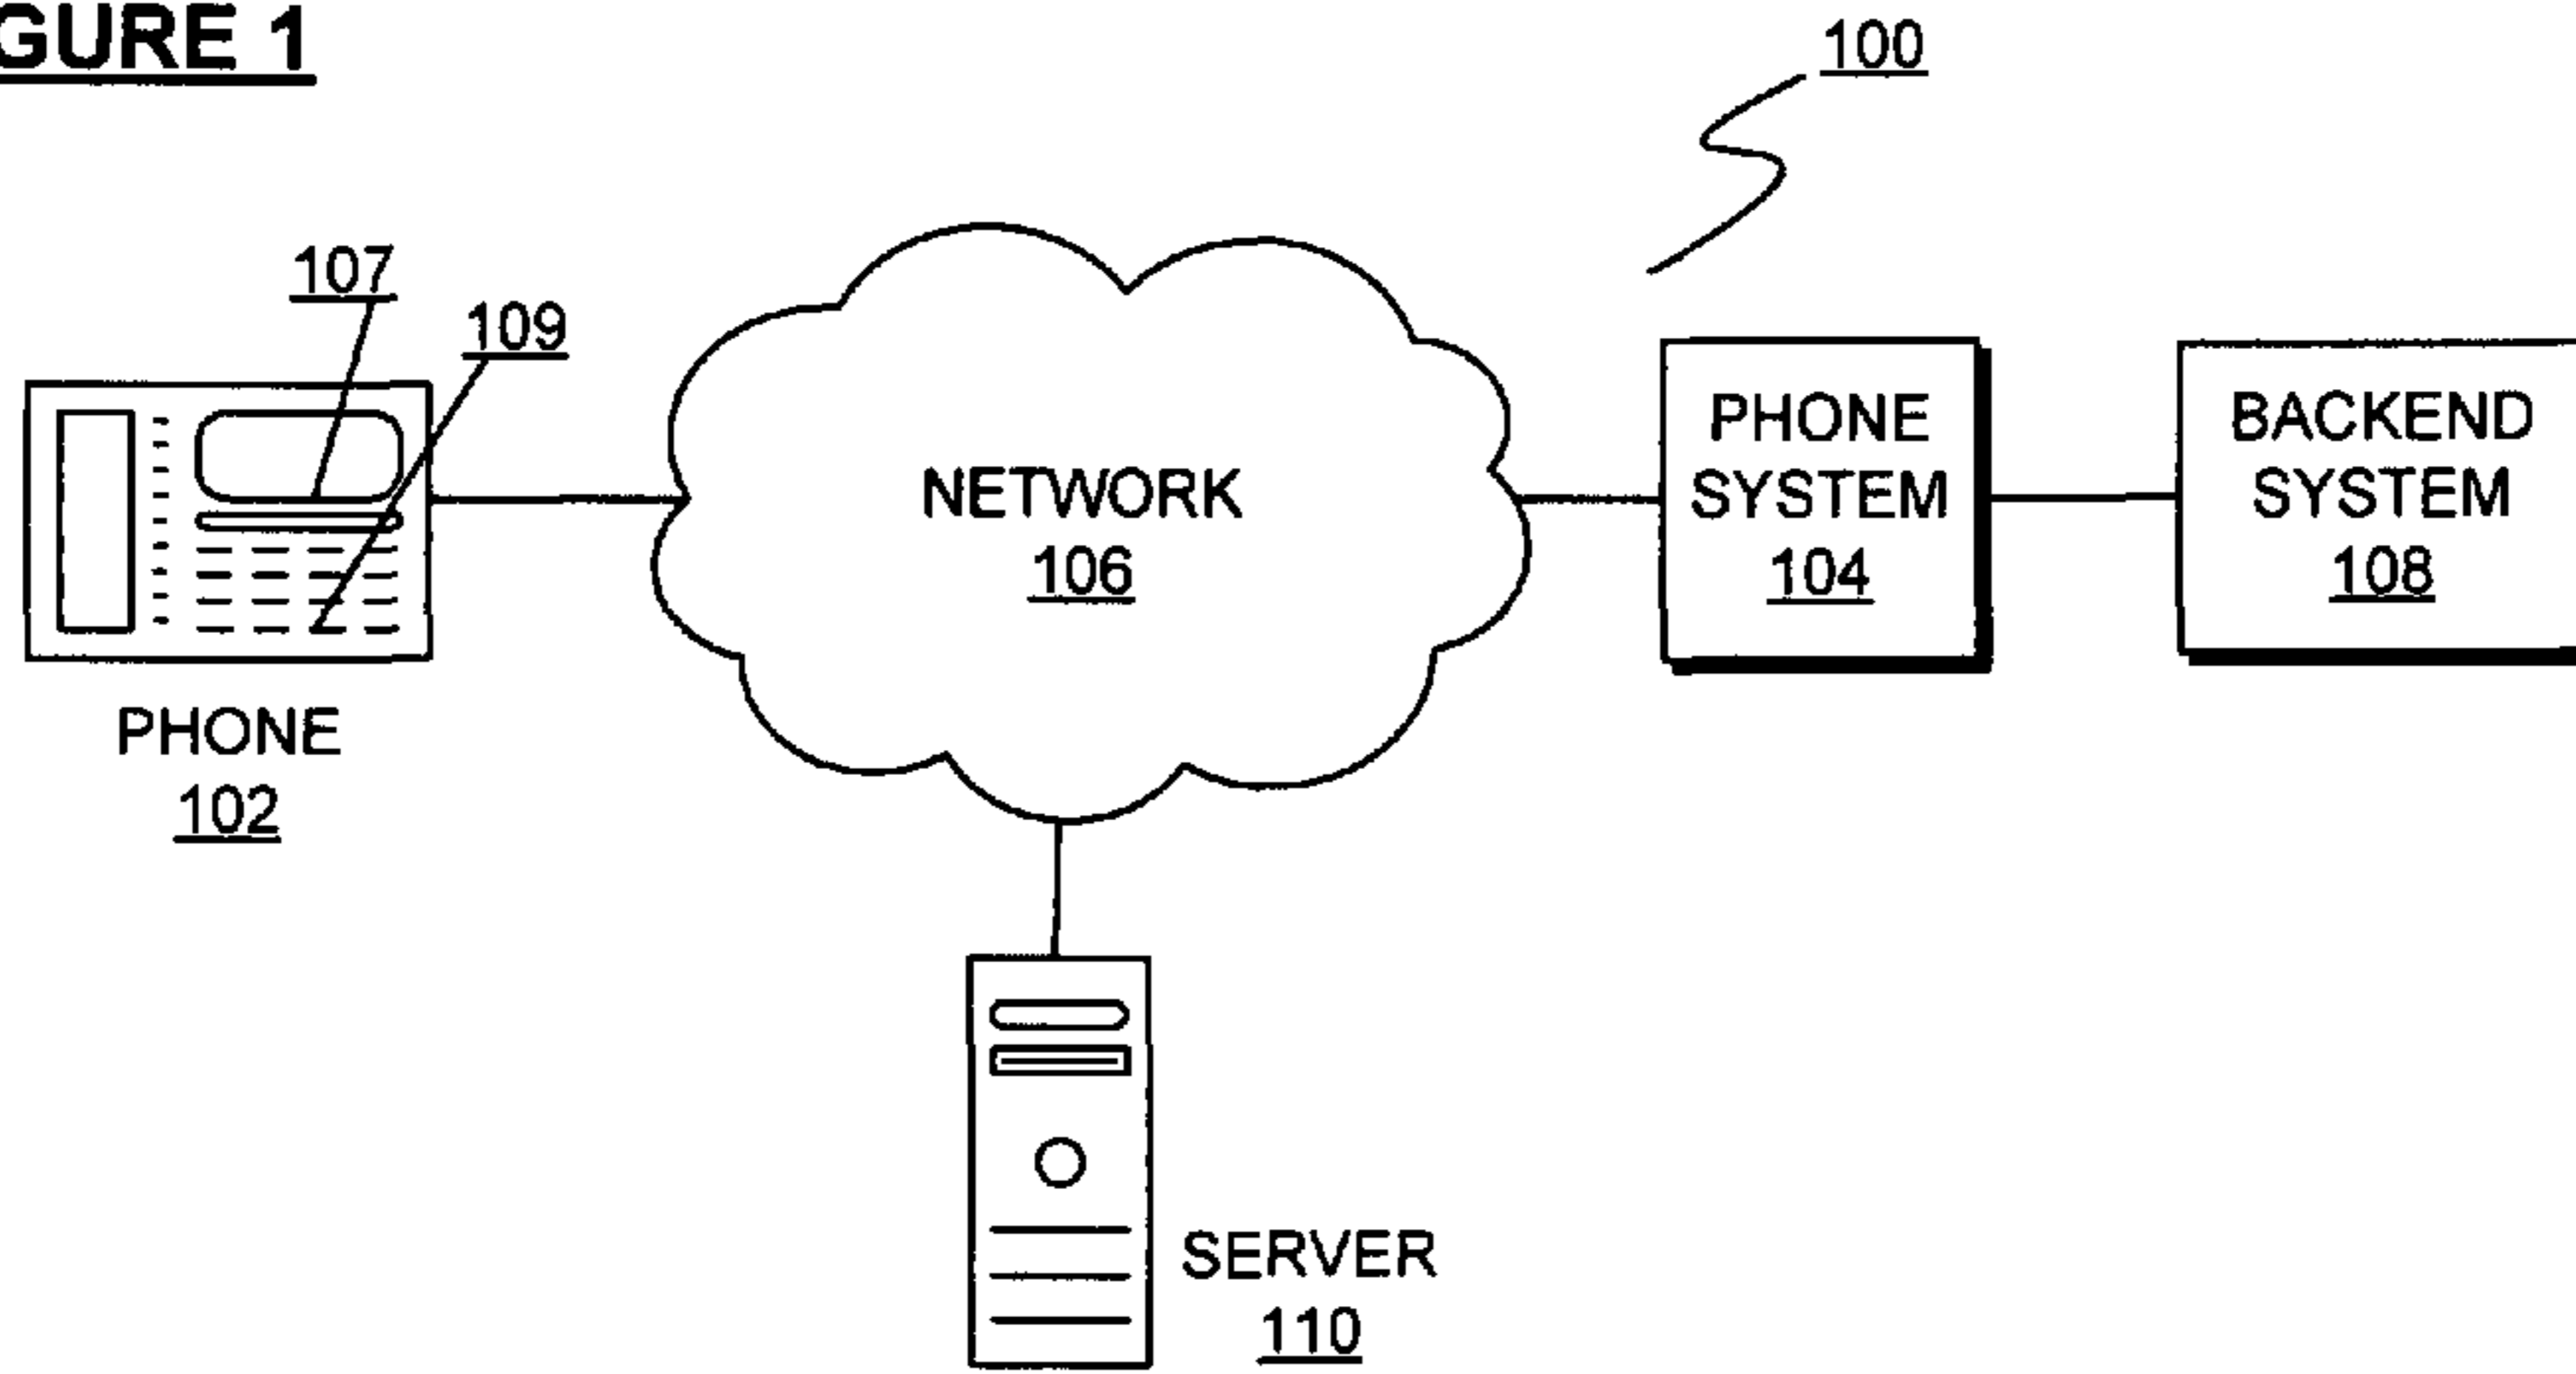 GURE 1
100
107
109
NETWORK
106
PHONE
SYSTEM
104
BACKEND
SYSTEM
108
PHONE
102
SERVER
110